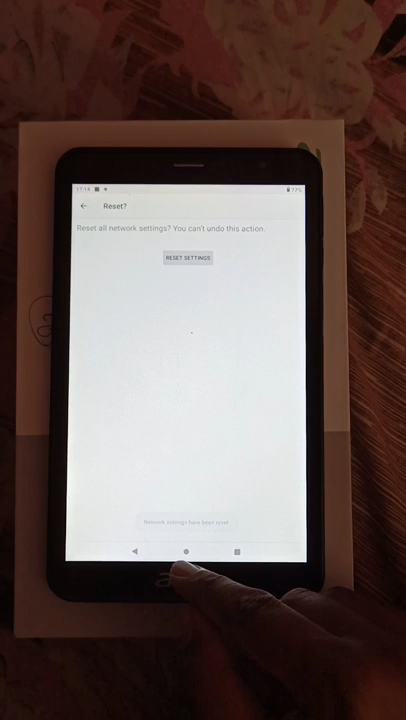 17:14
77%
Reset?
Reset all network settings? You can't undo this action.
RESET SETTINGS
Network settings have been reset